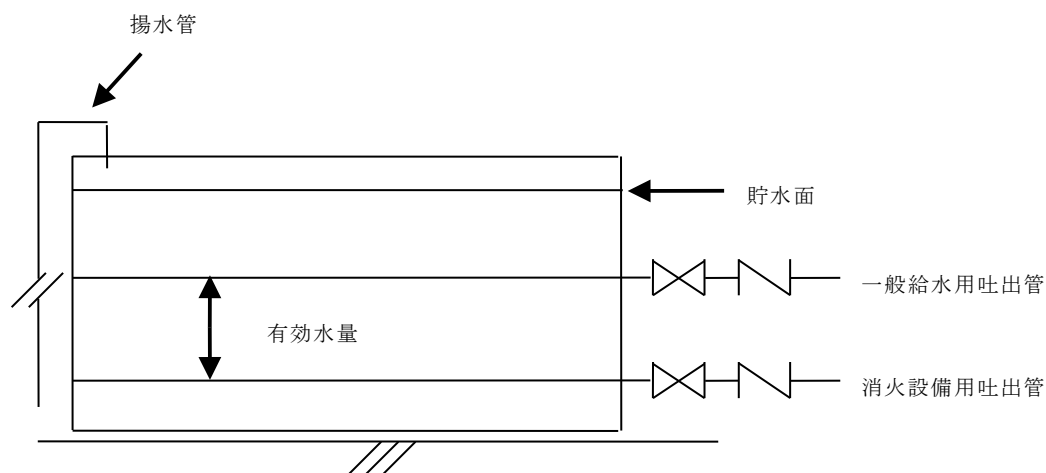 揚水管
貯水面
一般給水用吐出管
有効水量
消火設備用吐出管